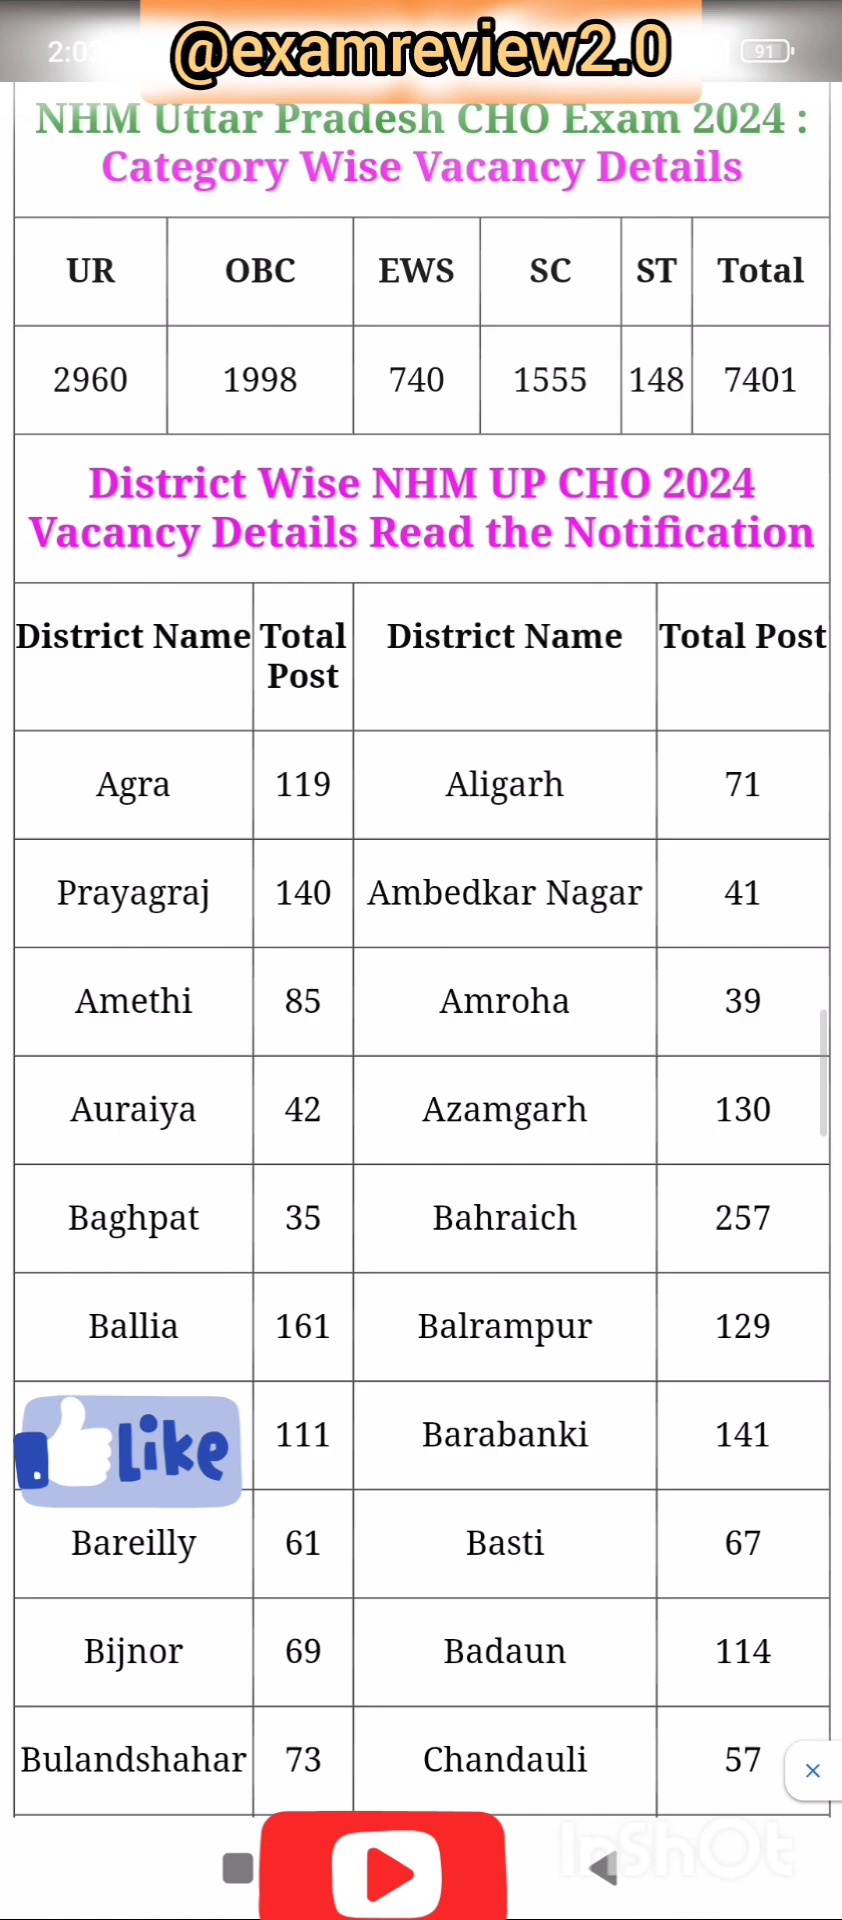 @examreview2.0
91
NHM Uttar Pradesh CHO Exam 2024 :
Category Wise Vacancy Details
UR OBC EWS SC ST Total
2960 1998 740 1555 148 7401
District Wise NHM UP CHO 2024
Vacancy Details Read the Notification
District Name Total Post District Name Total Post
Agra 119 Aligarh 71
Prayagraj 140 Ambedkar Nagar 41
Amethi 85 Amroha 39
Auraiya 42 Azamgarh 130
Baghpat 35 Bahraich 257
Ballia 161 Balrampur 129
Like 111 Barabanki 141
Bareilly 61 Basti 67
Bijnor 69 Badaun 114
Bulandshahar 73 Chandauli 57
InShOt